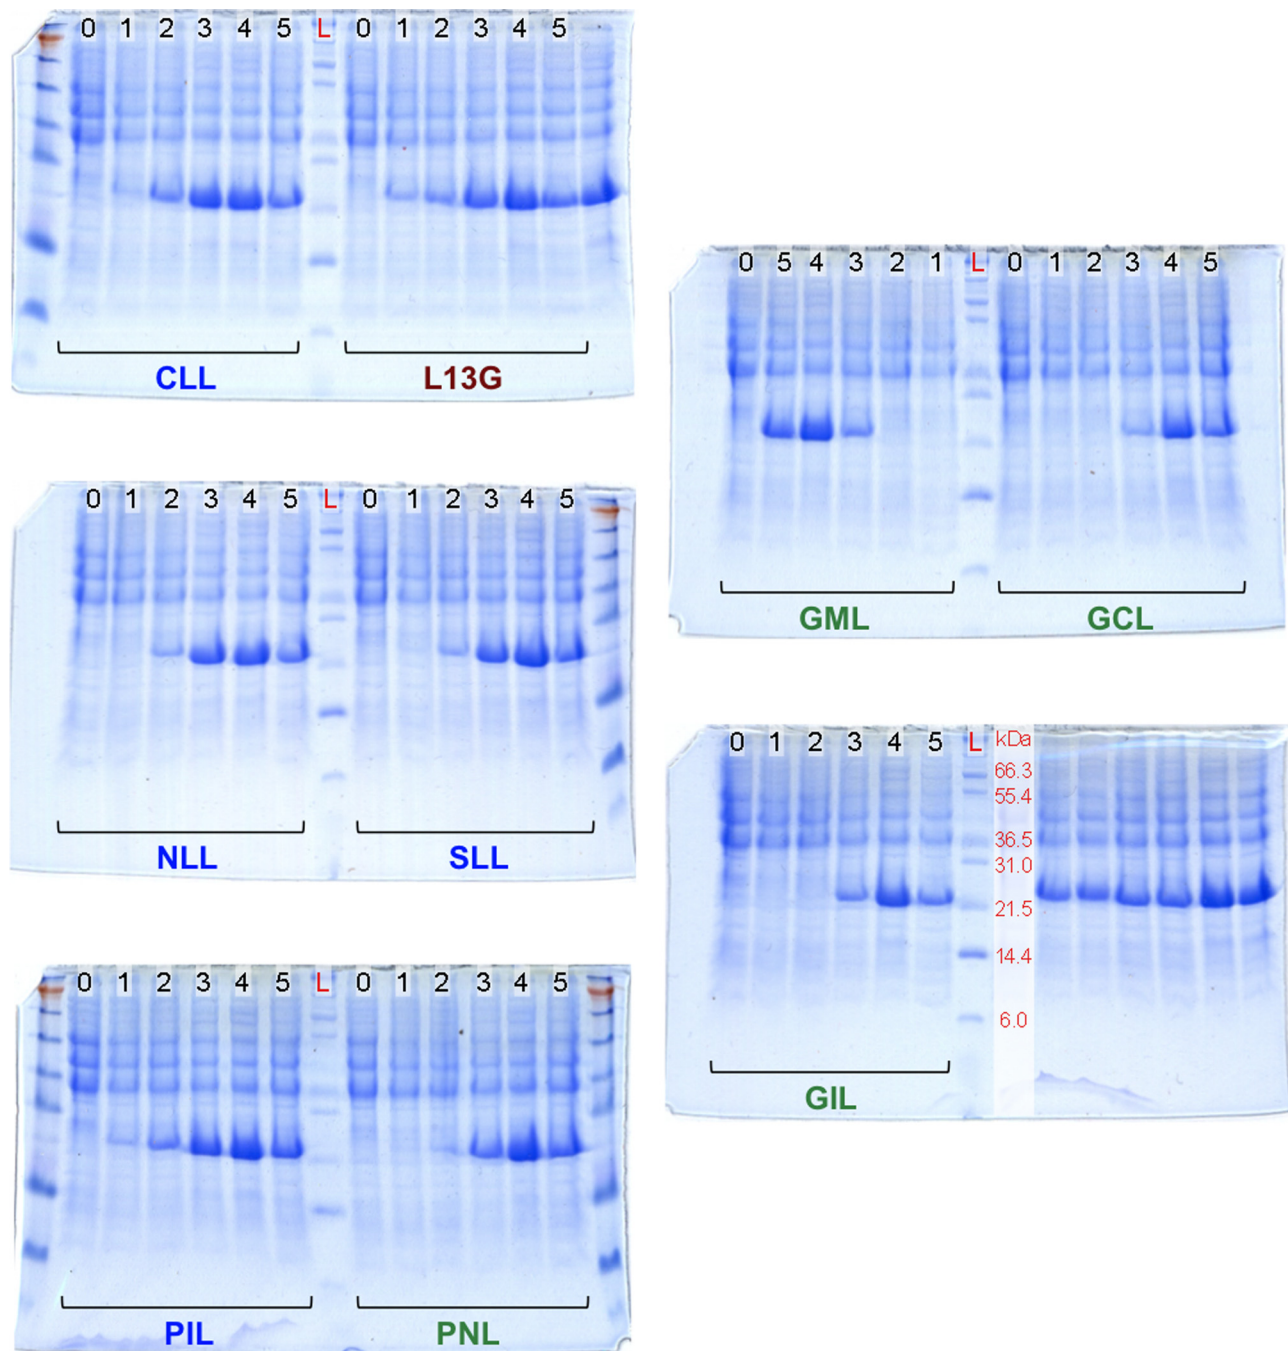 0 1 2 3 4 5 L 0 1 2 3 4 5
CLL L13G
0 5 4 3 2 1 L 0 1 2 3 4 5
GML GCL
0 1 2 3 4 5 L 0 1 2 3 4 5
NLL SLL
0 1 2 3 4 5 L kDa
66.3
55.4
36.5
31.0
21.5
14.4
6.0
GIL
0 1 2 3 4 5 L 0 1 2 3 4 5
PIL PNL